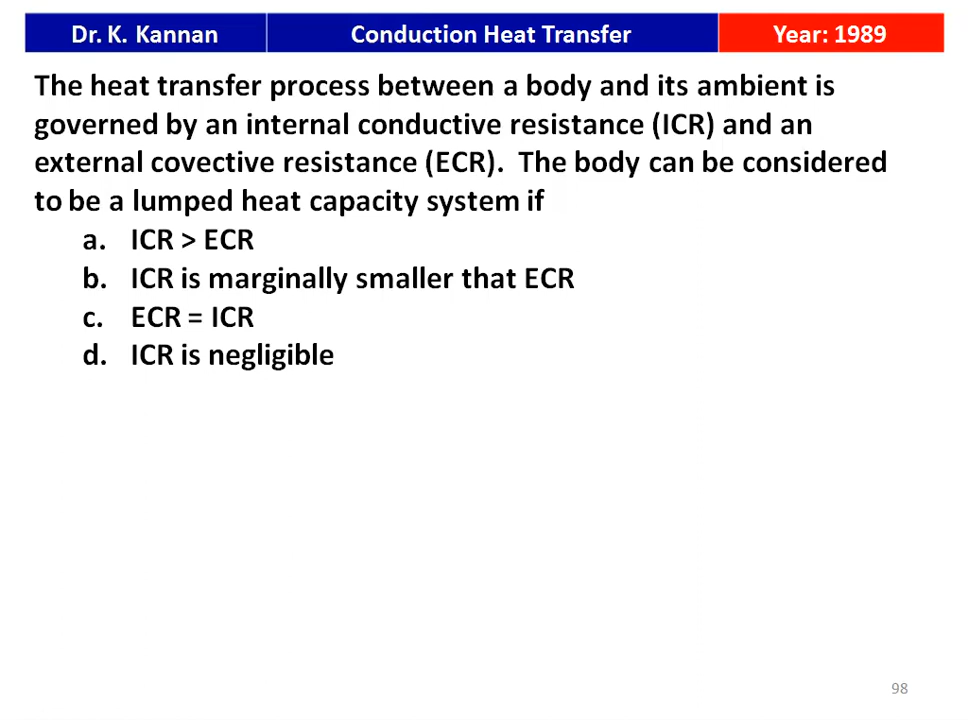 Dr. K. Kannan Conduction Heat Transfer Year: 1989
The heat transfer process between a body and its ambient is
governed by an internal conductive resistance (ICR) and an
external covective resistance (ECR). The body can be considered
to be a lumped heat capacity system if
a. ICR > ECR
b. ICR is marginally smaller that ECR
c. ECR = ICR
d. ICR is negligible
98